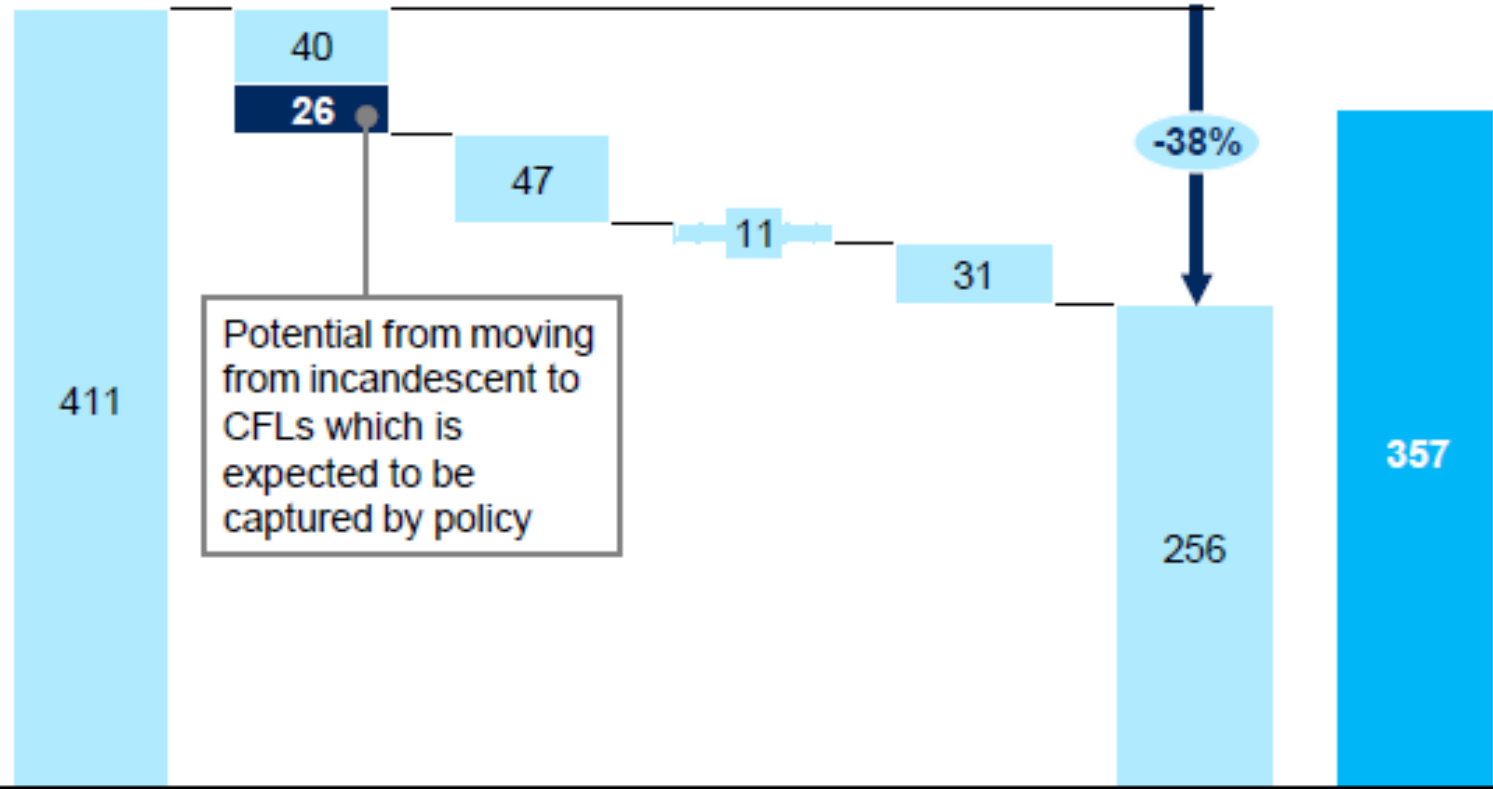 40
26
-38%
47
11
31
Potential from moving
from incandescent to
CFLs which is
expected to be
captured by policy
411
357
256